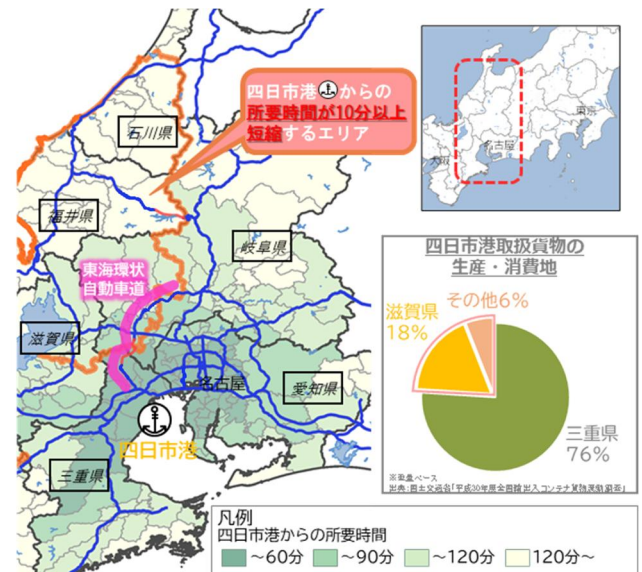 四日市港からの
所要時間が10分以上
短縮するエリア
石川県
福井県
岐阜県
東海環状
自動車道
滋賀県
名古屋
愛知県
四日市港
三重県
東京
名古屋
大阪
四日市港取扱貨物の
生産・消費地
その他6%
滋賀県
18%
三重県
76%
※重量ベース
出典:国土交通省「平成30年度全国輸出入コンテナ貨物流動調査」
凡例
四日市港からの所要時間
～60分
～90分
～120分
120分～